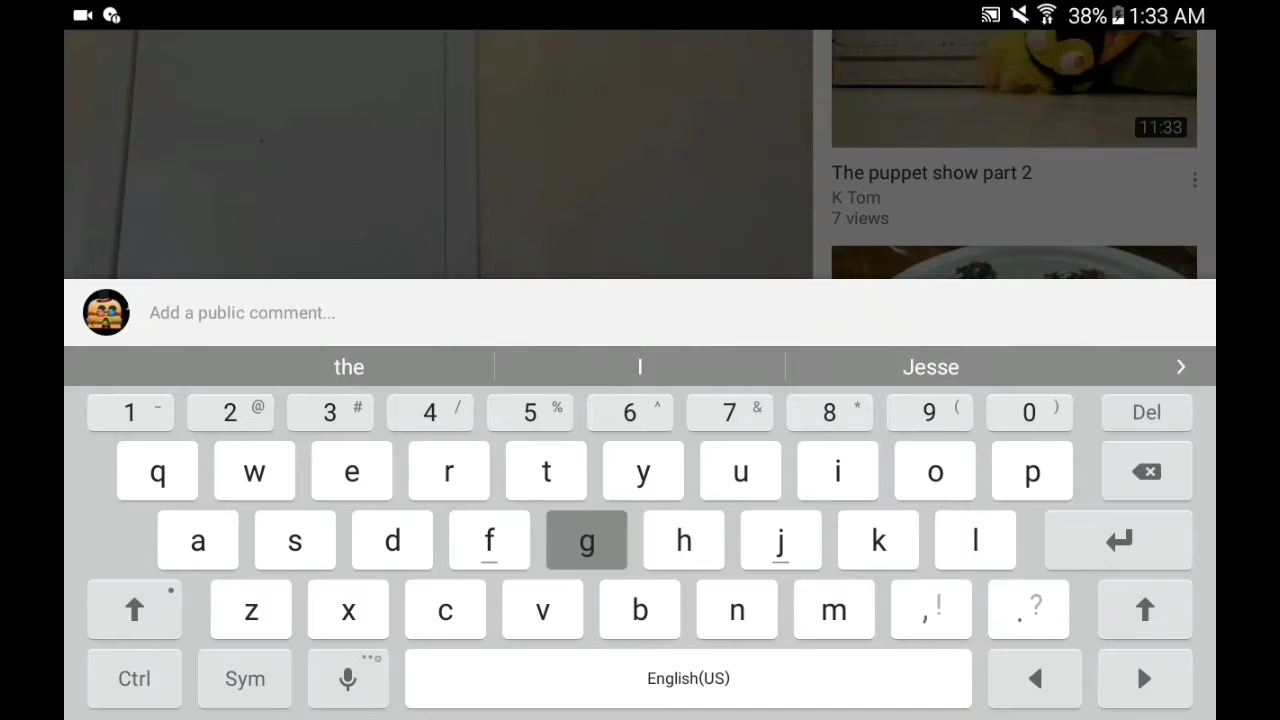 38% 1:33 AM
11:33
The puppet show part 2
K Tom
7 views
Add a public comment...
the I Jesse
1 - 2 @ 3 # 4 / 5 % 6 ^ 7 & 8 * 9 ( 0 ) Del
q w e r t y u i o p
a s d f g h j k l
z x c v b n m , ! . ?
Ctrl Sym English(US)